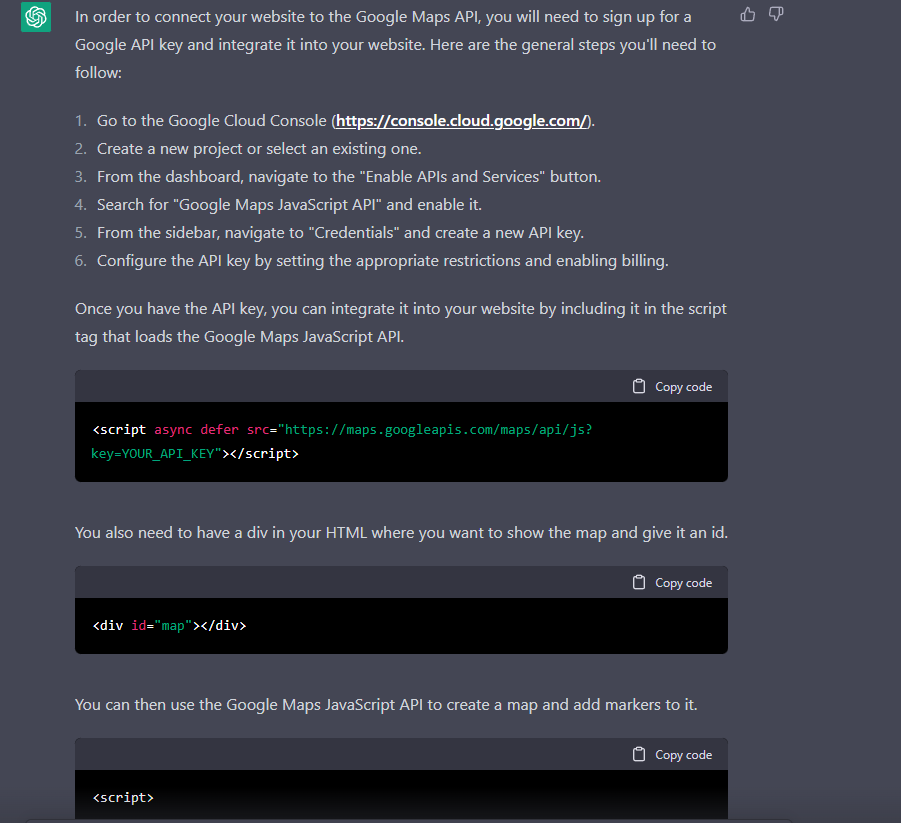 In order to connect your website to the Google Maps API, you will need to sign up for a
Google API key and integrate it into your website. Here are the general steps you'll need to
follow:
1. Go to the Google Cloud Console (https://console.cloud.google.com/).
2. Create a new project or select an existing one.
3. From the dashboard, navigate to the "Enable APIs and Services" button.
4. Search for "Google Maps JavaScript API" and enable it.
5. From the sidebar, navigate to "Credentials" and create a new API key.
6. Configure the API key by setting the appropriate restrictions and enabling billing.
Once you have the API key, you can integrate it into your website by including it in the script
tag that loads the Google Maps JavaScript API.
Copy code
<script async defer src="https://maps.googleapis.com/maps/api/js?
key=YOUR_API_KEY"></script>
You also need to have a div in your HTML where you want to show the map and give it an id.
Copy code
<div id="map"></div>
You can then use the Google Maps JavaScript API to create a map and add markers to it.
Copy code
<script>